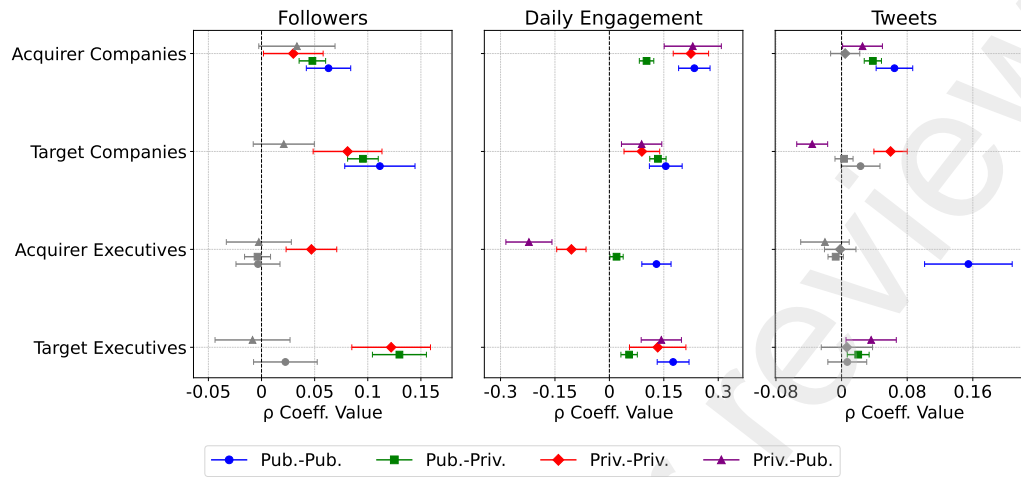 Followers
Daily Engagement
Tweets
Acquirer Companies
Target Companies
Acquirer Executives
Target Executives
-0.05 0 0.05 0.1 0.15
-0.3 -0.15 0 0.15 0.3
-0.08 0 0.08 0.16
ρ Coeff. Value
ρ Coeff. Value
ρ Coeff. Value
Pub.-Pub. Pub.-Priv. Priv.-Priv. Priv.-Pub.
review